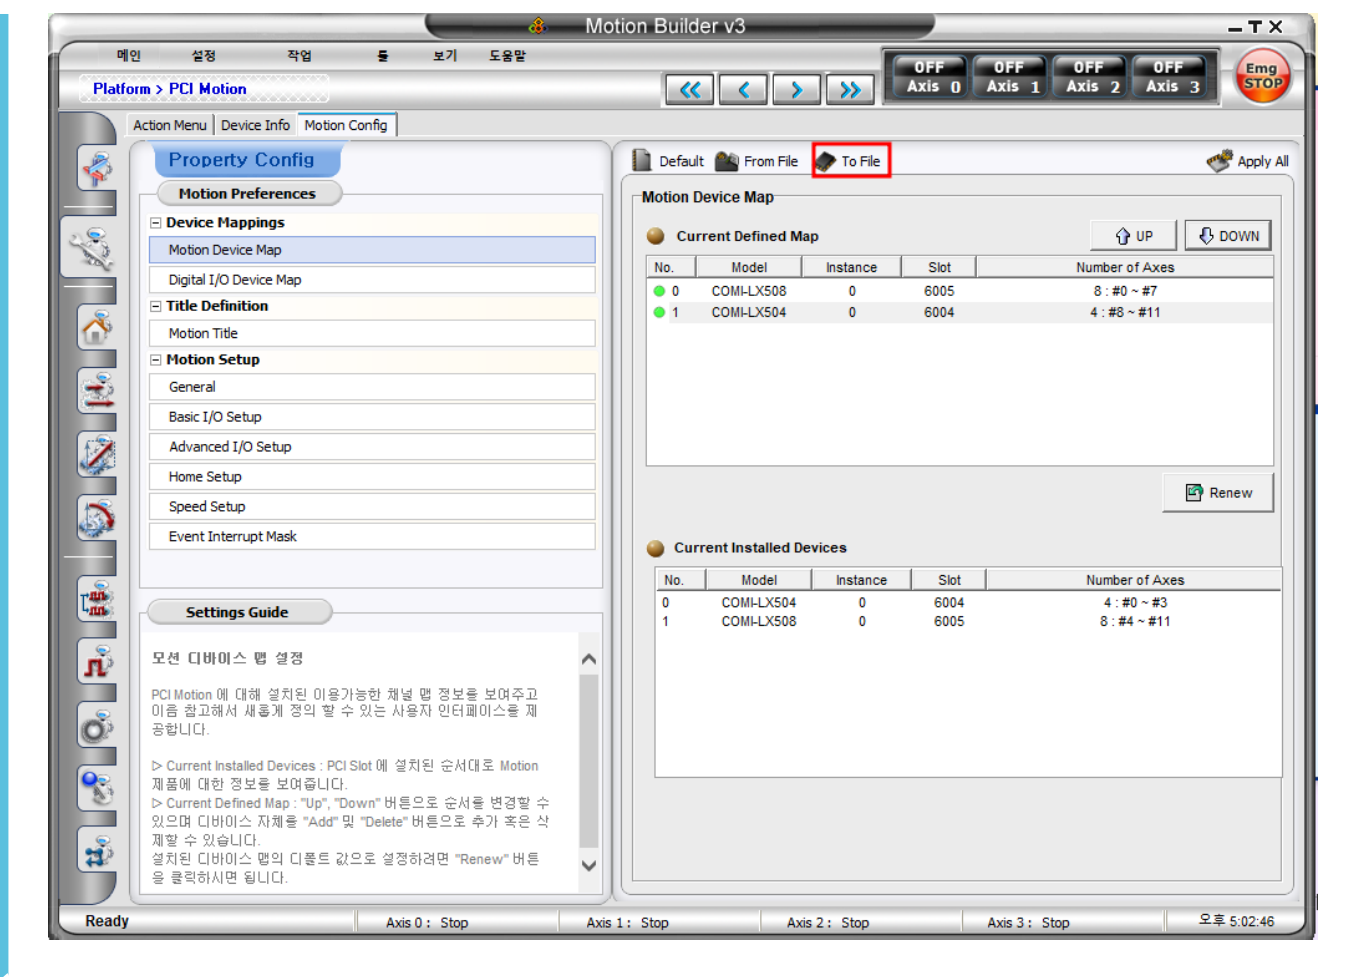 Motion Builder v3
메인 설정 작업 툴 보기 도움말
OFF OFF OFF OFF
Axis 0 Axis 1 Axis 2 Axis 3
Emg
STOP
Platform > PCI Motion
Action Menu Device Info Motion Config
Property Config
Motion Preferences
Device Mappings
Motion Device Map
Digital I/O Device Map
Title Definition
Motion Title
Motion Setup
General
Basic I/O Setup
Advanced I/O Setup
Home Setup
Speed Setup
Event Interrupt Mask
Settings Guide
모션 디바이스 맵 설정
PCI Motion 에 대해 설치된 이용가능한 채널 맵 정보를 보여주고
이를 참고해서 새롭게 정의 할 수 있는 사용자 인터페이스를 제
공합니다.
▷ Current Installed Devices : PCI Slot 에 설치된 순서대로 Motion
제품에 대한 정보를 보여줍니다.
▷ Current Defined Map : "Up", "Down" 버튼으로 순서를 변경할 수
있으며 디바이스 자체를 "Add" 및 "Delete" 버튼으로 추가 혹은 삭
제할 수 있습니다.
설치된 디바이스 맵의 디폴트 값으로 설정하려면 "Renew" 버튼
을 클릭하시면 됩니다.
Default From File To File Apply All
Motion Device Map
Current Defined Map UP DOWN
No. Model Instance Slot Number of Axes
0 COMI-LX508 0 6005 8 : #0 ~ #7
1 COMI-LX504 0 6004 4 : #8 ~ #11
Renew
Current Installed Devices
No. Model Instance Slot Number of Axes
0 COMI-LX504 0 6004 4 : #0 ~ #3
1 COMI-LX508 0 6005 8 : #4 ~ #11
Ready Axis 0 : Stop Axis 1 : Stop Axis 2 : Stop Axis 3 : Stop 오후 5:02:46